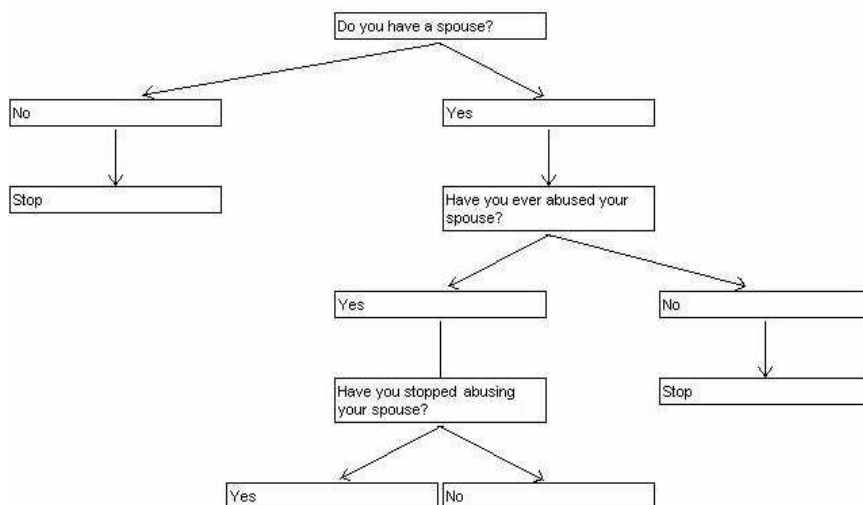 Do you have a spouse?
No
Yes
Stop
Have you ever abused your
spouse?
Yes
No
Have you stopped abusing
your spouse?
Stop
Yes
No